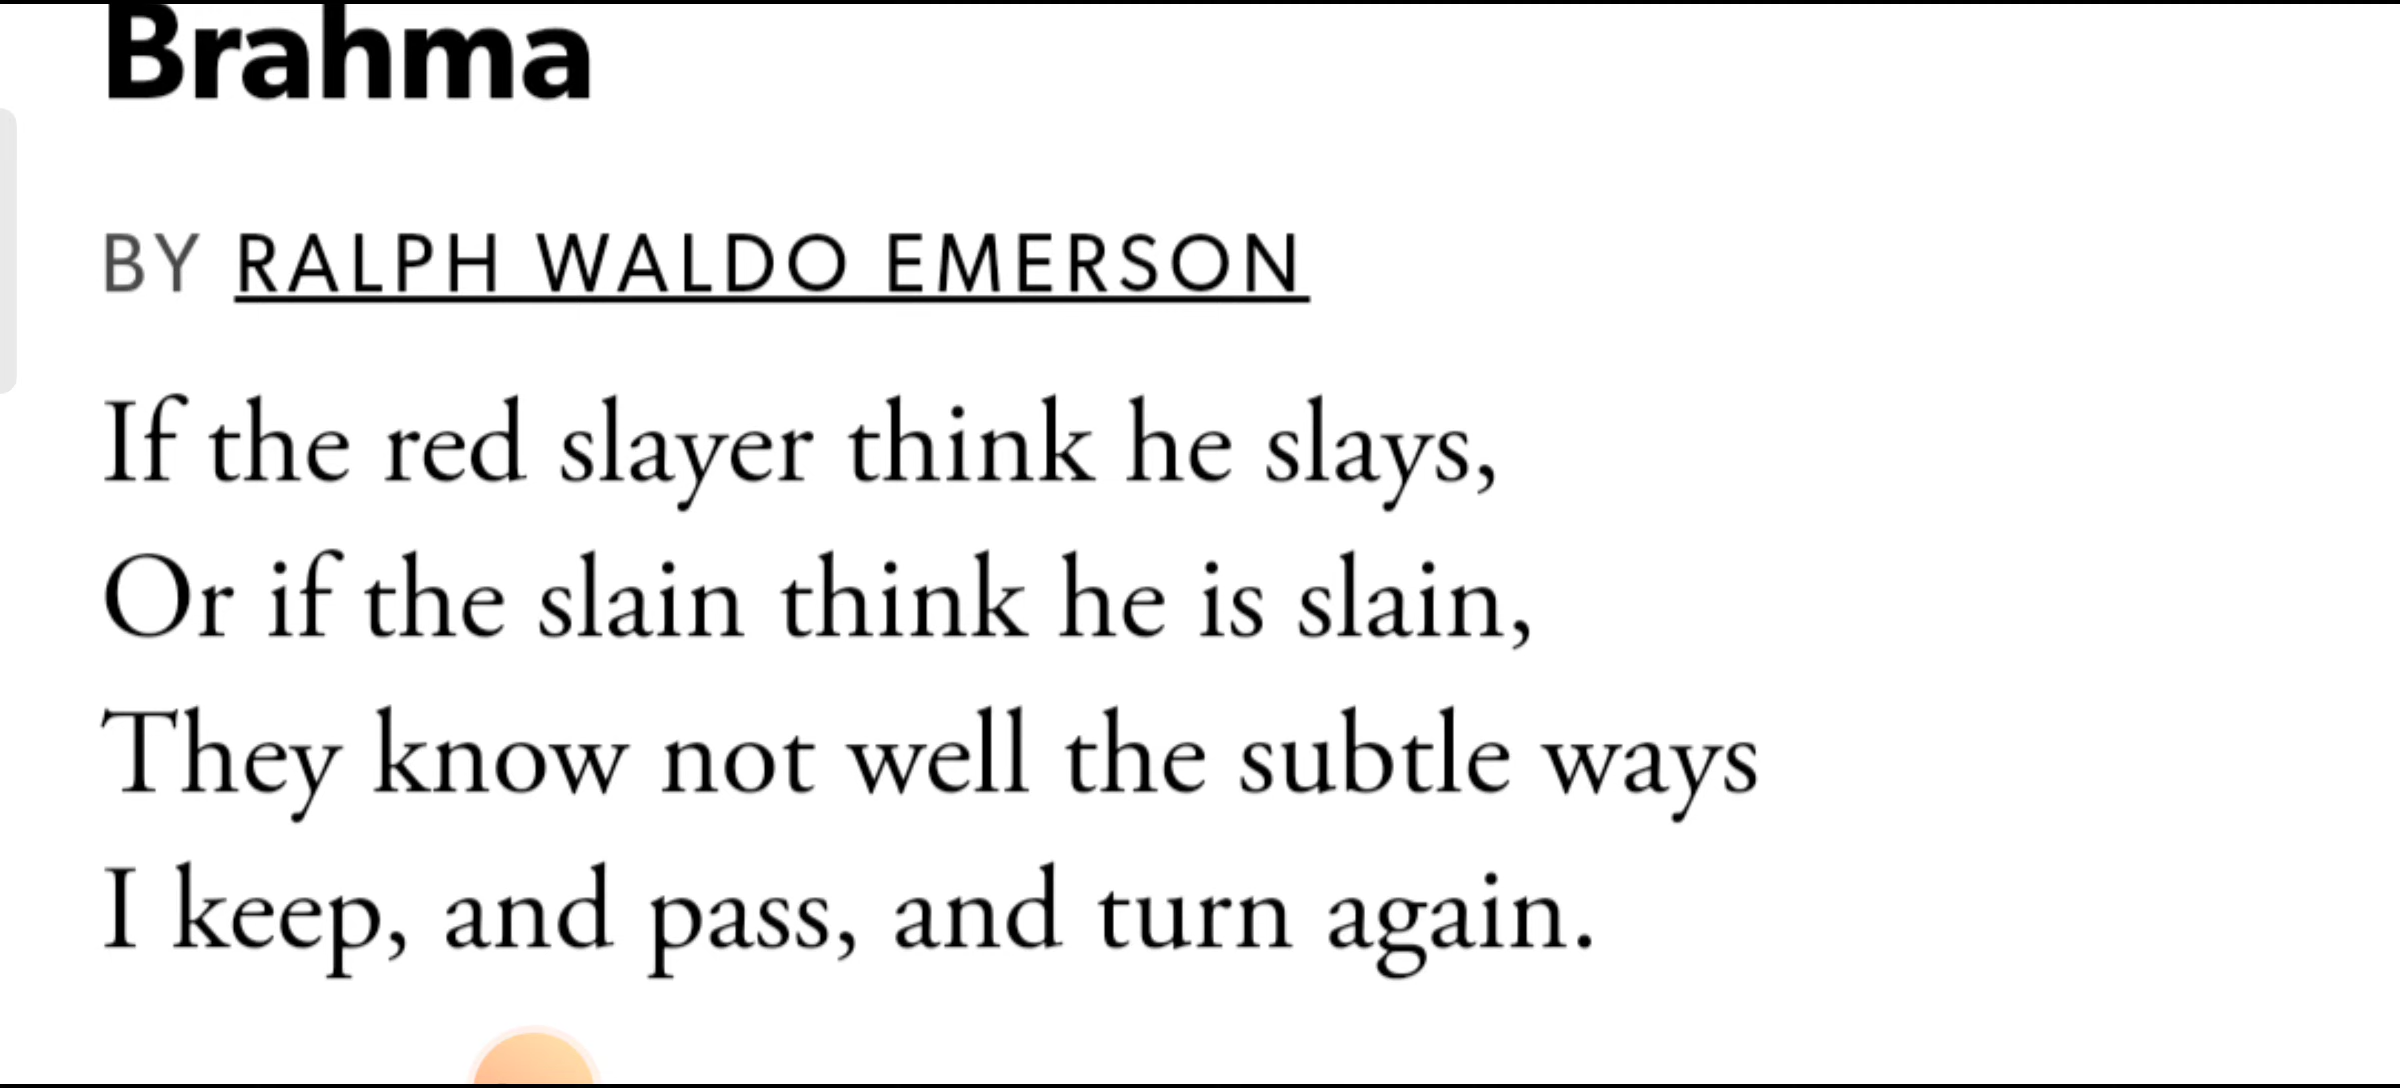 Brahma
BY RALPH WALDO EMERSON
If the red slayer think he slays,
Or if the slain think he is slain,
They know not well the subtle ways
I keep, and pass, and turn again.